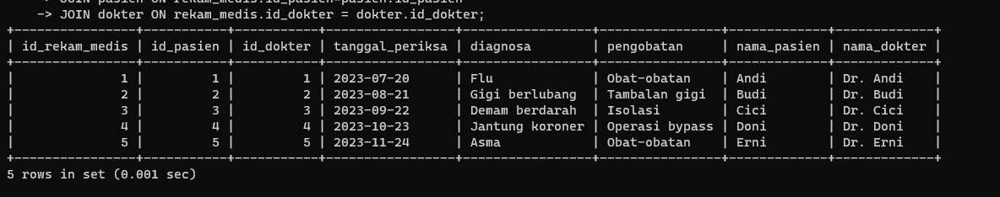 -> JOIN pasien ON rekam_medis.id_pasien=pasien.id_pasien
-> JOIN dokter ON rekam_medis.id_dokter = dokter.id_dokter;
+----------------+-----------+-----------+-----------------+-----------------+----------------+-------------+-------------+
| id_rekam_medis | id_pasien | id_dokter | tanggal_periksa | diagnosa        | pengobatan     | nama_pasien | nama_dokter |
+----------------+-----------+-----------+-----------------+-----------------+----------------+-------------+-------------+
|              1 |         1 |         1 | 2023-07-20      | Flu             | Obat-obatan    | Andi        | Dr. Andi    |
|              2 |         2 |         2 | 2023-08-21      | Gigi berlubang  | Tambalan gigi  | Budi        | Dr. Budi    |
|              3 |         3 |         3 | 2023-09-22      | Demam berdarah  | Isolasi        | Cici        | Dr. Cici    |
|              4 |         4 |         4 | 2023-10-23      | Jantung koroner | Operasi bypass | Doni        | Dr. Doni    |
|              5 |         5 |         5 | 2023-11-24      | Asma            | Obat-obatan    | Erni        | Dr. Erni    |
+----------------+-----------+-----------+-----------------+-----------------+----------------+-------------+-------------+
5 rows in set (0.001 sec)